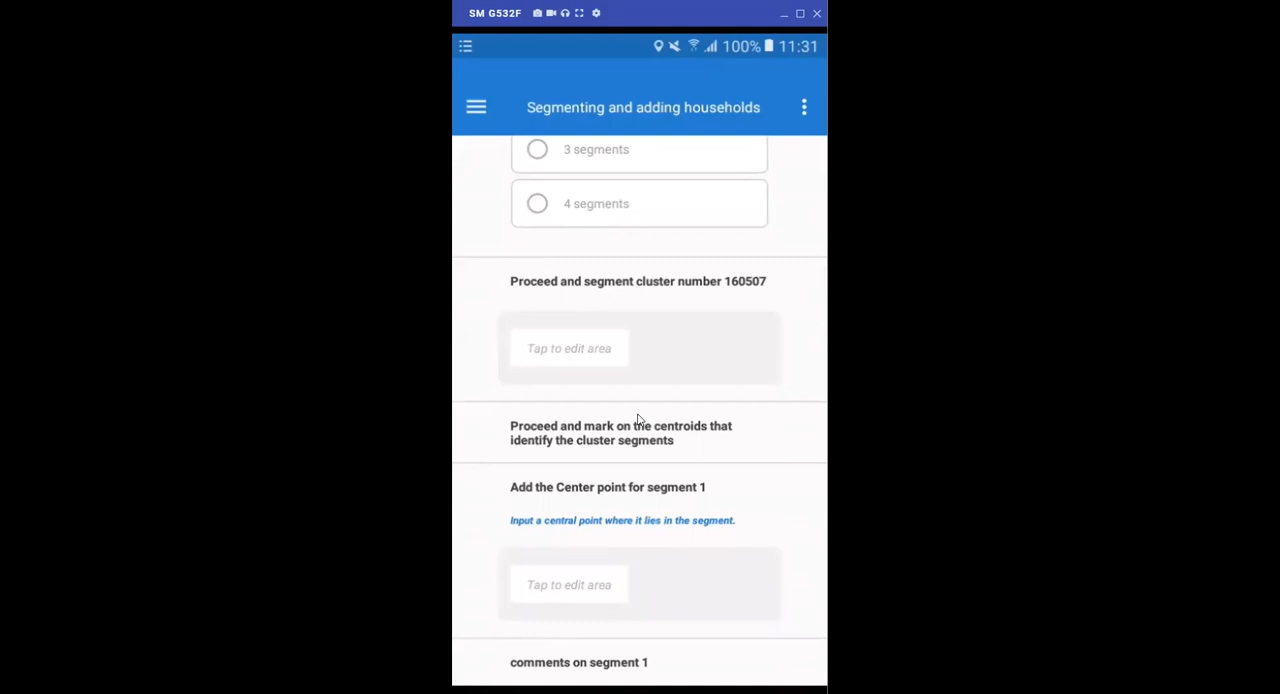 SM G532F
100% 11:31
Segmenting and adding households
3 segments
4 segments
Proceed and segment cluster number 160507
Tap to edit area
Proceed and mark on the centroids that
identify the cluster segments
Add the Center point for segment 1
Input a central point where it lies in the segment.
Tap to edit area
comments on segment 1